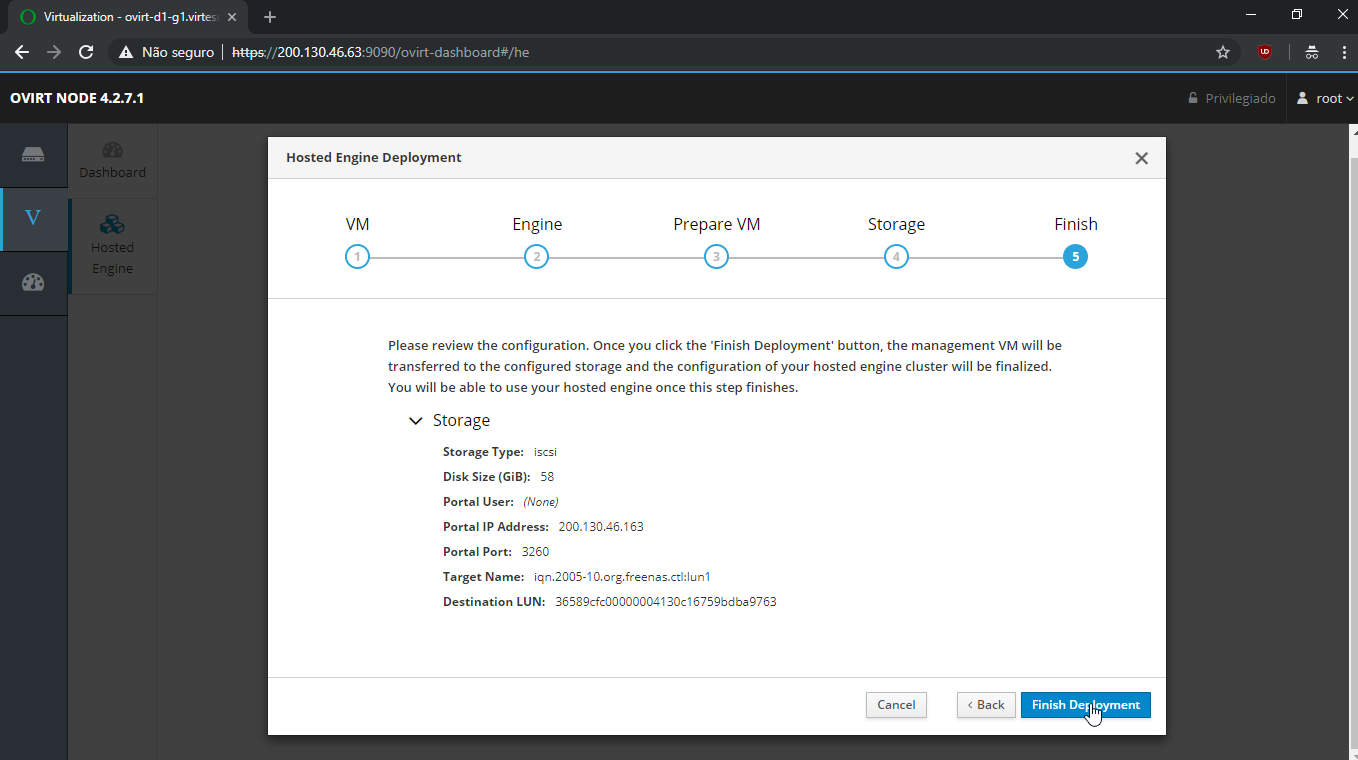 Virtualization - ovirt-d1-g1.virtes
Não seguro
https://200.130.46.63:9090/ovirt-dashboard#/he
OVIRT NODE 4.2.7.1
Privilegiado
root
V
Dashboard
Hosted
Engine
Hosted Engine Deployment
VM
Engine
Prepare VM
Storage
Finish
1
2
3
4
5
Please review the configuration. Once you click the 'Finish Deployment' button, the management VM will be
transferred to the configured storage and the configuration of your hosted engine cluster will be finalized.
You will be able to use your hosted engine once this step finishes.
Storage
Storage Type: iscsi
Disk Size (GiB): 58
Portal User: (None)
Portal IP Address: 200.130.46.163
Portal Port: 3260
Target Name: iqn.2005-10.org.freenas.ctl:lun1
Destination LUN: 36589cfc00000004130c16759bdba9763
Cancel
‹ Back
Finish Deployment